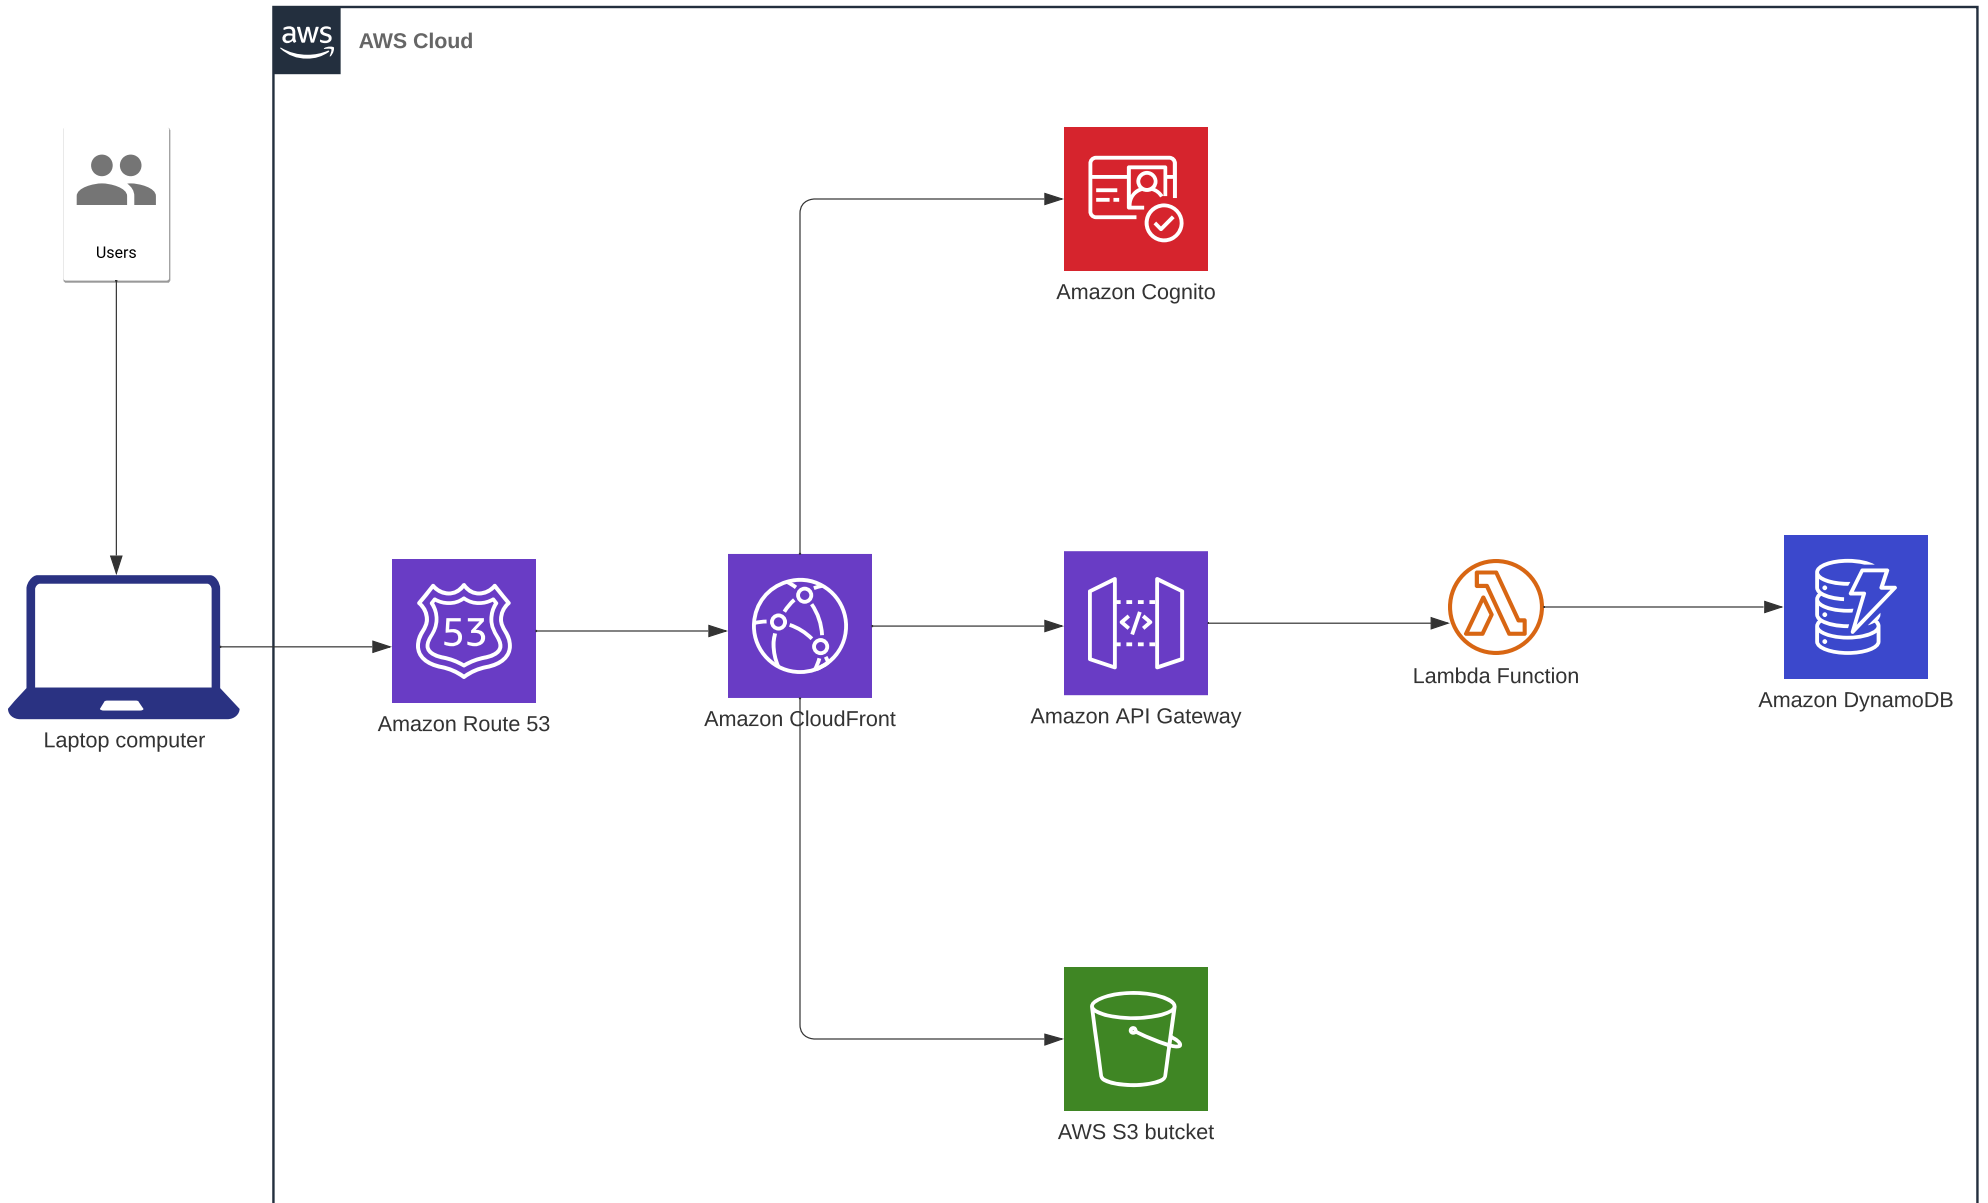 aws
AWS Cloud
Users
Amazon Cognito
53
Laptop computer
Amazon Route 53
Amazon CloudFront
Amazon API Gateway
Lambda Function
Amazon DynamoDB
AWS S3 butcket